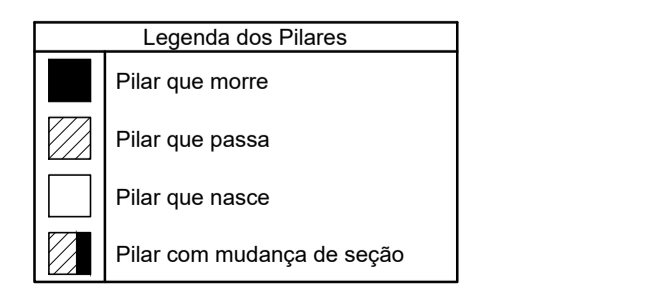 Legenda dos Pilares
Pilar que morre
Pilar que passa
Pilar que nasce
Pilar com mudança de seção